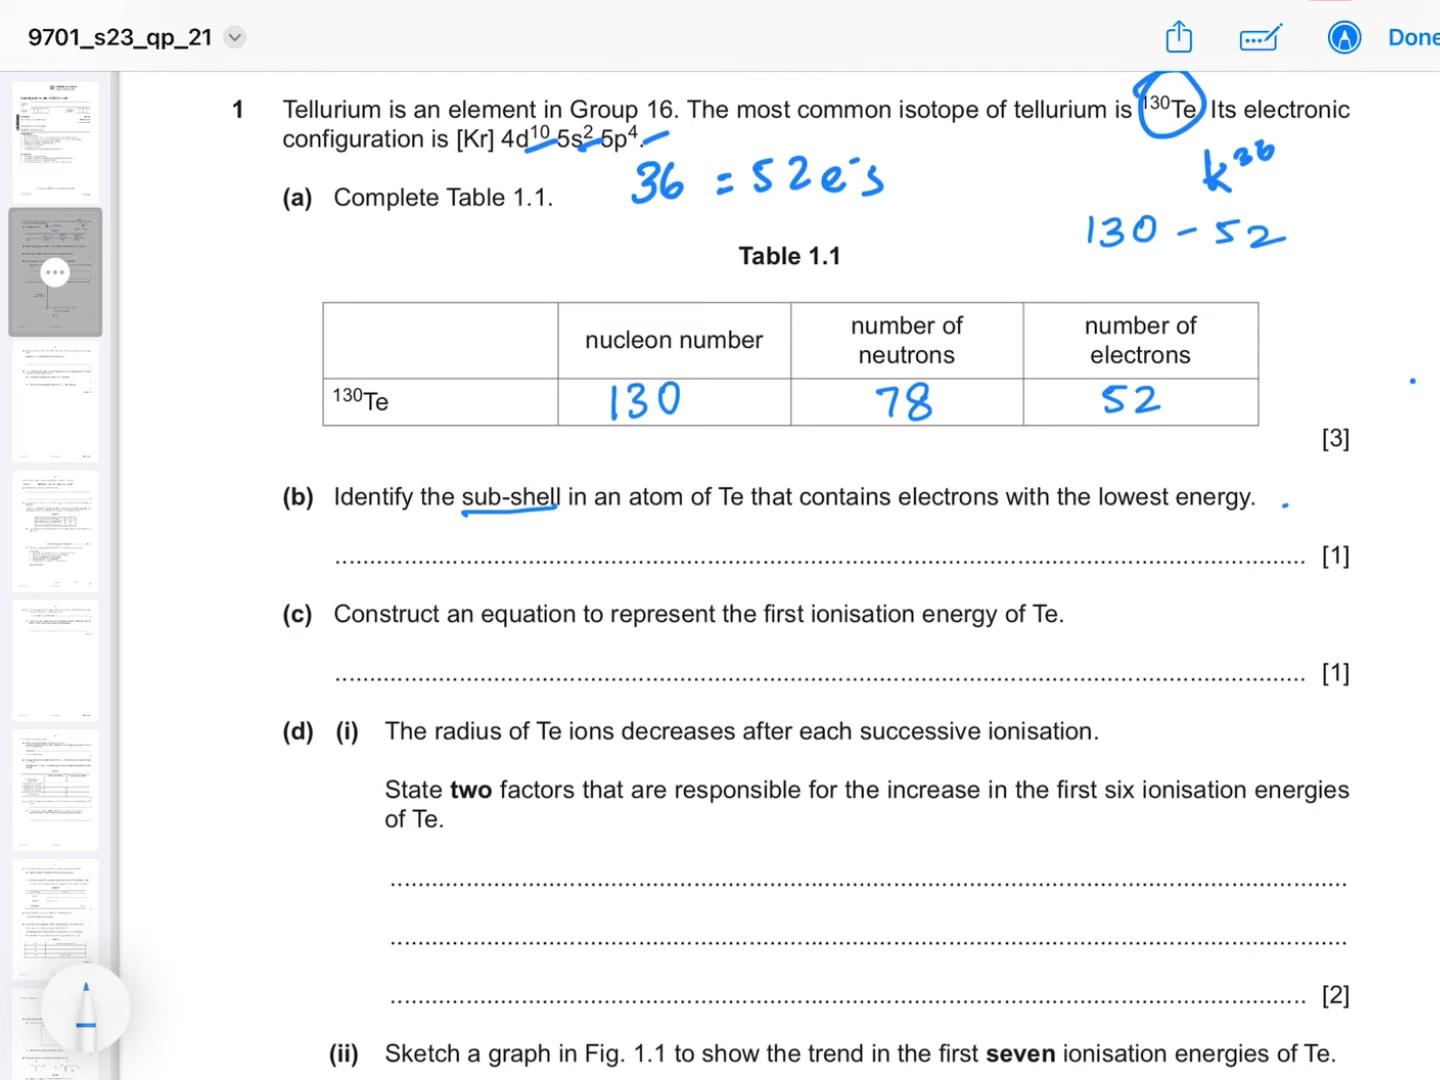 9701_s23_qp_21
Done
1 Tellurium is an element in Group 16. The most common isotope of tellurium is ¹³⁰Te. Its electronic
configuration is [Kr] 4d¹⁰ 5s² 5p⁴.
36 = 52 e⁻s
k³⁶
(a) Complete Table 1.1.
130 - 52
Table 1.1
nucleon number number of neutrons number of electrons
¹³⁰Te 130 78 52
[3]
(b) Identify the sub-shell in an atom of Te that contains electrons with the lowest energy.
[1]
(c) Construct an equation to represent the first ionisation energy of Te.
[1]
(d) (i) The radius of Te ions decreases after each successive ionisation.
State two factors that are responsible for the increase in the first six ionisation energies
of Te.
[2]
(ii) Sketch a graph in Fig. 1.1 to show the trend in the first seven ionisation energies of Te.